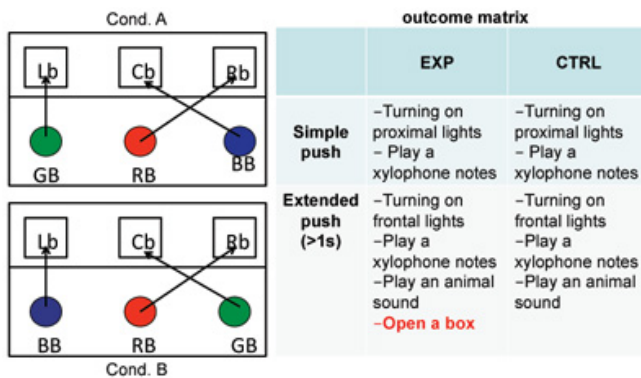 Cond. A
Lb Cb Rb
GB RB BB
Lb Cb Rb
BB RB GB
Cond. B
outcome matrix
EXP CTRL
Simple push
–Turning on
proximal lights
– Play a
xylophone notes
–Turning on
proximal lights
– Play a
xylophone notes
Extended
push
(>1s)
–Turning on
frontal lights
–Play a
xylophone notes
–Play an animal
sound
–Open a box
–Turning on
frontal lights
–Play a
xylophone notes
–Play an animal
sound